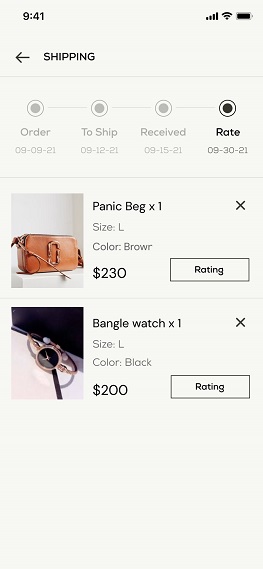 9:41
SHIPPING
Order To Ship Received Rate
09-09-21 09-12-21 09-15-21 09-30-21
Panic Beg x 1
Size: L
Color: Browr
$230 Rating
Bangle watch x 1
Size: L
Color: Black
$200 Rating